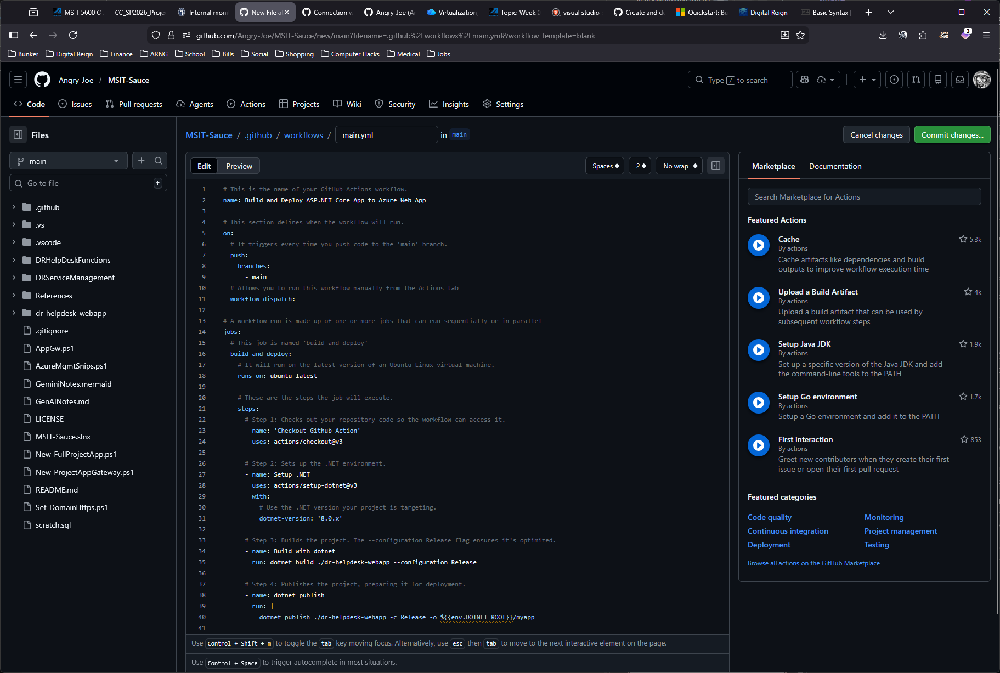 MSIT 5600 OL
CC_SP2026_Proje
Internal moni
New File at
Connection w
Angry-Joe (A
Virtualization
Topic: Week 0
visual studio
Create and de
Quickstart: Bu
Digital Reign
Basic Syntax |
github.com/Angry-Joe/MSIT-Sauce/new/main?filename=.github%2Fworkflows%2Fmain.yml&workflow_template=blank
3
Bunker
Digital Reign
Finance
ARNG
School
Bills
Social
Shopping
Computer Hacks
Medical
Jobs
Angry-Joe / MSIT-Sauce
Type / to search
Code
Issues
Pull requests
Agents
Actions
Projects
Wiki
Security
Insights
Settings
Files
main
Go to file
t
.github
.vs
.vscode
DRHelpDeskFunctions
DRServiceManagement
References
dr-helpdesk-webapp
.gitignore
AppGw.ps1
AzureMgmtSnips.ps1
GeminiNotes.mermaid
GenAINotes.md
LICENSE
MSIT-Sauce.slnx
New-FullProjectApp.ps1
New-ProjectAppGateway.ps1
README.md
Set-DomainHttps.ps1
scratch.sql
MSIT-Sauce / .github / workflows / main.yml in main
Cancel changes
Commit changes...
Edit
Preview
Spaces
2
No wrap
1 # This is the name of your GitHub Actions workflow.
2 name: Build and Deploy ASP.NET Core App to Azure Web App
3
4 # This section defines when the workflow will run.
5 on:
6 # It triggers every time you push code to the 'main' branch.
7 push:
8 branches:
9 - main
10 # Allows you to run this workflow manually from the Actions tab
11 workflow_dispatch:
12
13 # A workflow run is made up of one or more jobs that can run sequentially or in parallel
14 jobs:
15 # This job is named 'build-and-deploy'
16 build-and-deploy:
17 # It will run on the latest version of an Ubuntu Linux virtual machine.
18 runs-on: ubuntu-latest
19
20 # These are the steps the job will execute.
21 steps:
22 # Step 1: Checks out your repository code so the workflow can access it.
23 - name: 'Checkout Github Action'
24 uses: actions/checkout@v3
25
26 # Step 2: Sets up the .NET environment.
27 - name: Setup .NET
28 uses: actions/setup-dotnet@v3
29 with:
30 # Use the .NET version your project is targeting.
31 dotnet-version: '8.0.x'
32
33 # Step 3: Builds the project. The --configuration Release flag ensures it's optimized.
34 - name: Build with dotnet
35 run: dotnet build ./dr-helpdesk-webapp --configuration Release
36
37 # Step 4: Publishes the project, preparing it for deployment.
38 - name: dotnet publish
39 run: |
40 dotnet publish ./dr-helpdesk-webapp -c Release -o ${{env.DOTNET_ROOT}}/myapp
41
Use Control + Shift + m to toggle the tab key moving focus. Alternatively, use esc then tab to move to the next interactive element on the page.
Use Control + Space to trigger autocomplete in most situations.
Marketplace
Documentation
Search Marketplace for Actions
Featured Actions
Cache
5.3k
By actions
Cache artifacts like dependencies and build
outputs to improve workflow execution time
Upload a Build Artifact
4k
By actions
Upload a build artifact that can be used by
subsequent workflow steps
Setup Java JDK
1.9k
By actions
Set up a specific version of the Java JDK and add
the command-line tools to the PATH
Setup Go environment
1.7k
By actions
Setup a Go environment and add it to the PATH
First interaction
853
By actions
Greet new contributors when they create their first
issue or open their first pull request
Featured categories
Code quality
Monitoring
Continuous integration
Project management
Deployment
Testing
Browse all actions on the GitHub Marketplace